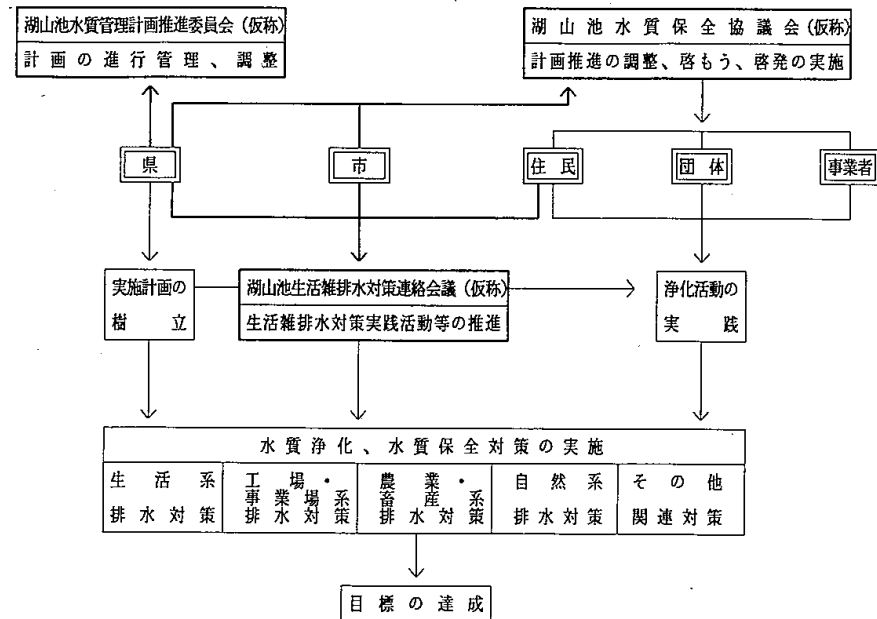 湖山池水質管理計画推進委員会(仮称)
計画の進行管理、調整
湖山池水質保全協議会(仮称)
計画推進の調整、啓もう、啓発の実施
県
市
住民
団体
事業者
実施計画の
樹立
湖山池生活雑排水対策連絡会議(仮称)
生活雑排水対策実践活動等の推進
浄化活動の
実践
水質浄化、水質保全対策の実施
生活系
排水対策
工場・
事業場系
排水対策
農業・
畜産系
排水対策
自然系
排水対策
その他
関連対策
目標の達成